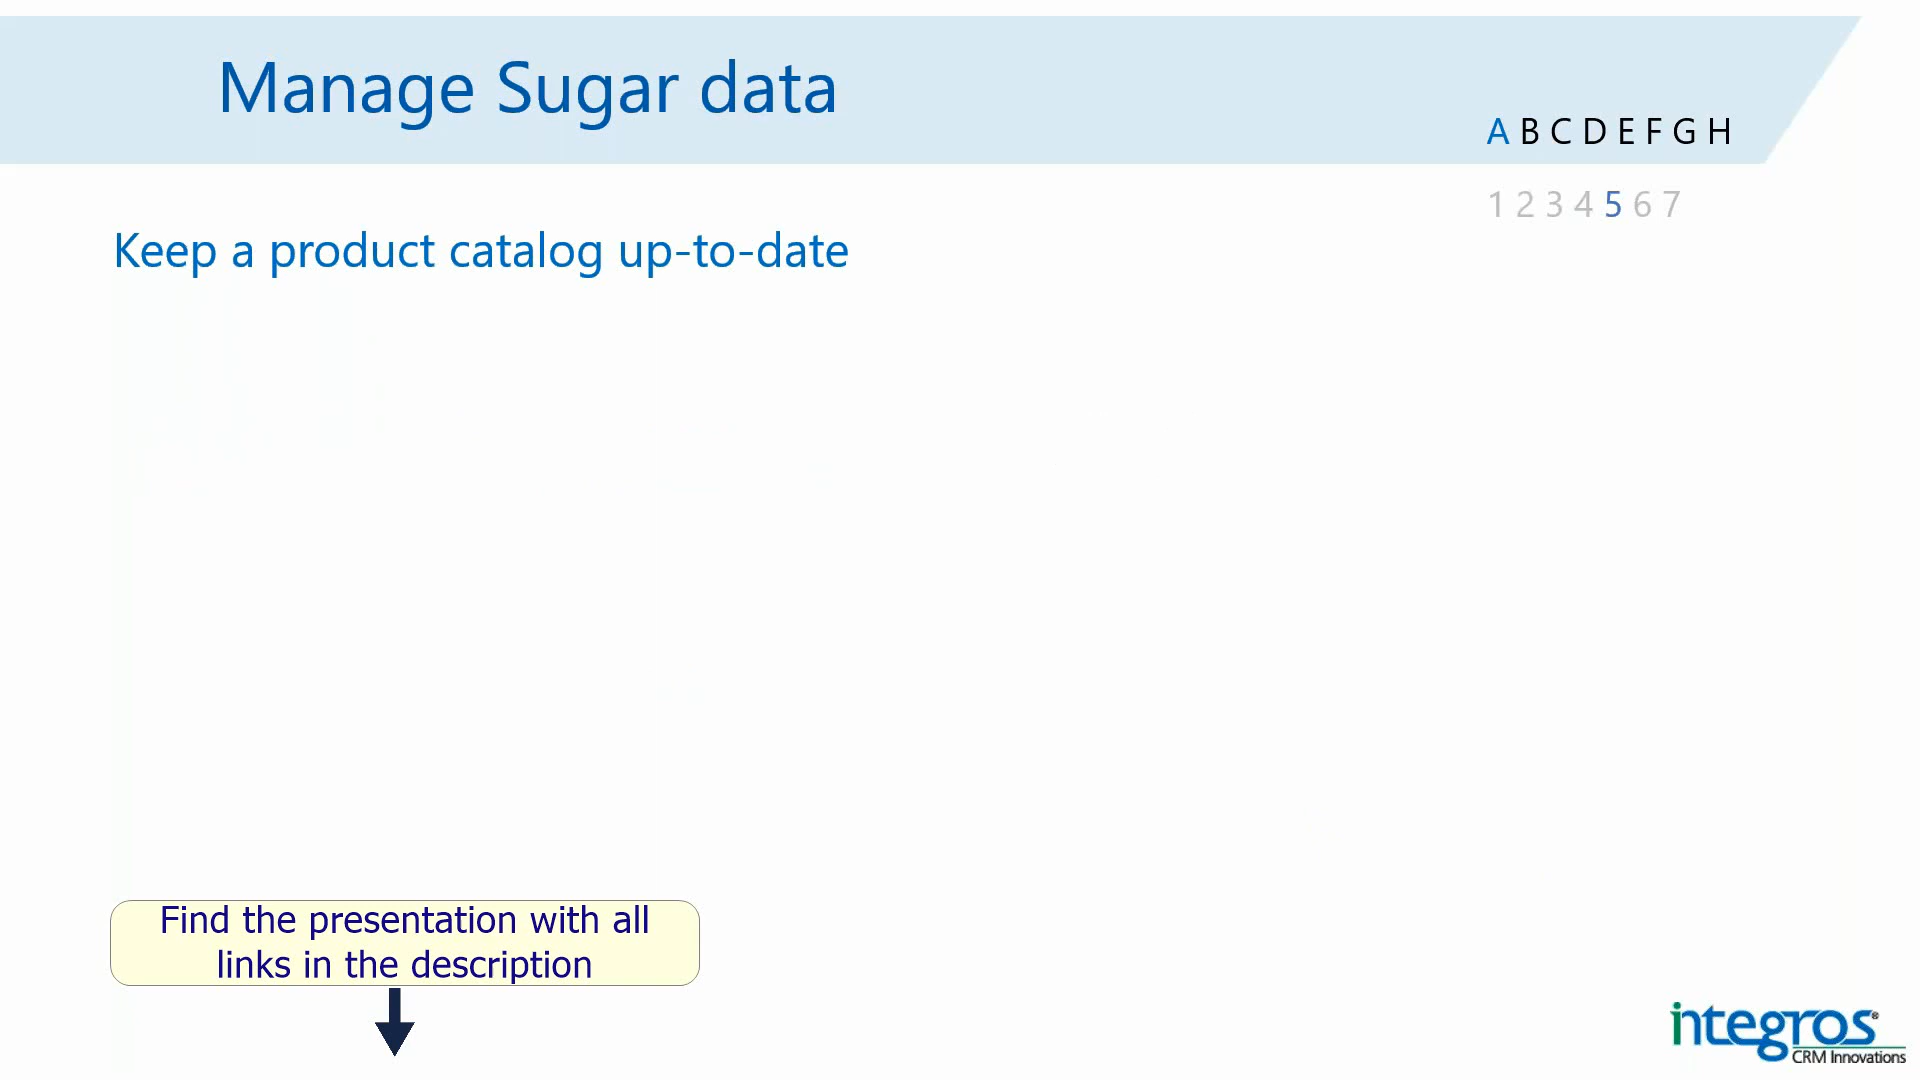 Manage Sugar data
A B C D E F G H
1 2 3 4 5 6 7
Keep a product catalog up-to-date
Find the presentation with all
links in the description
integros®
CRM Innovations